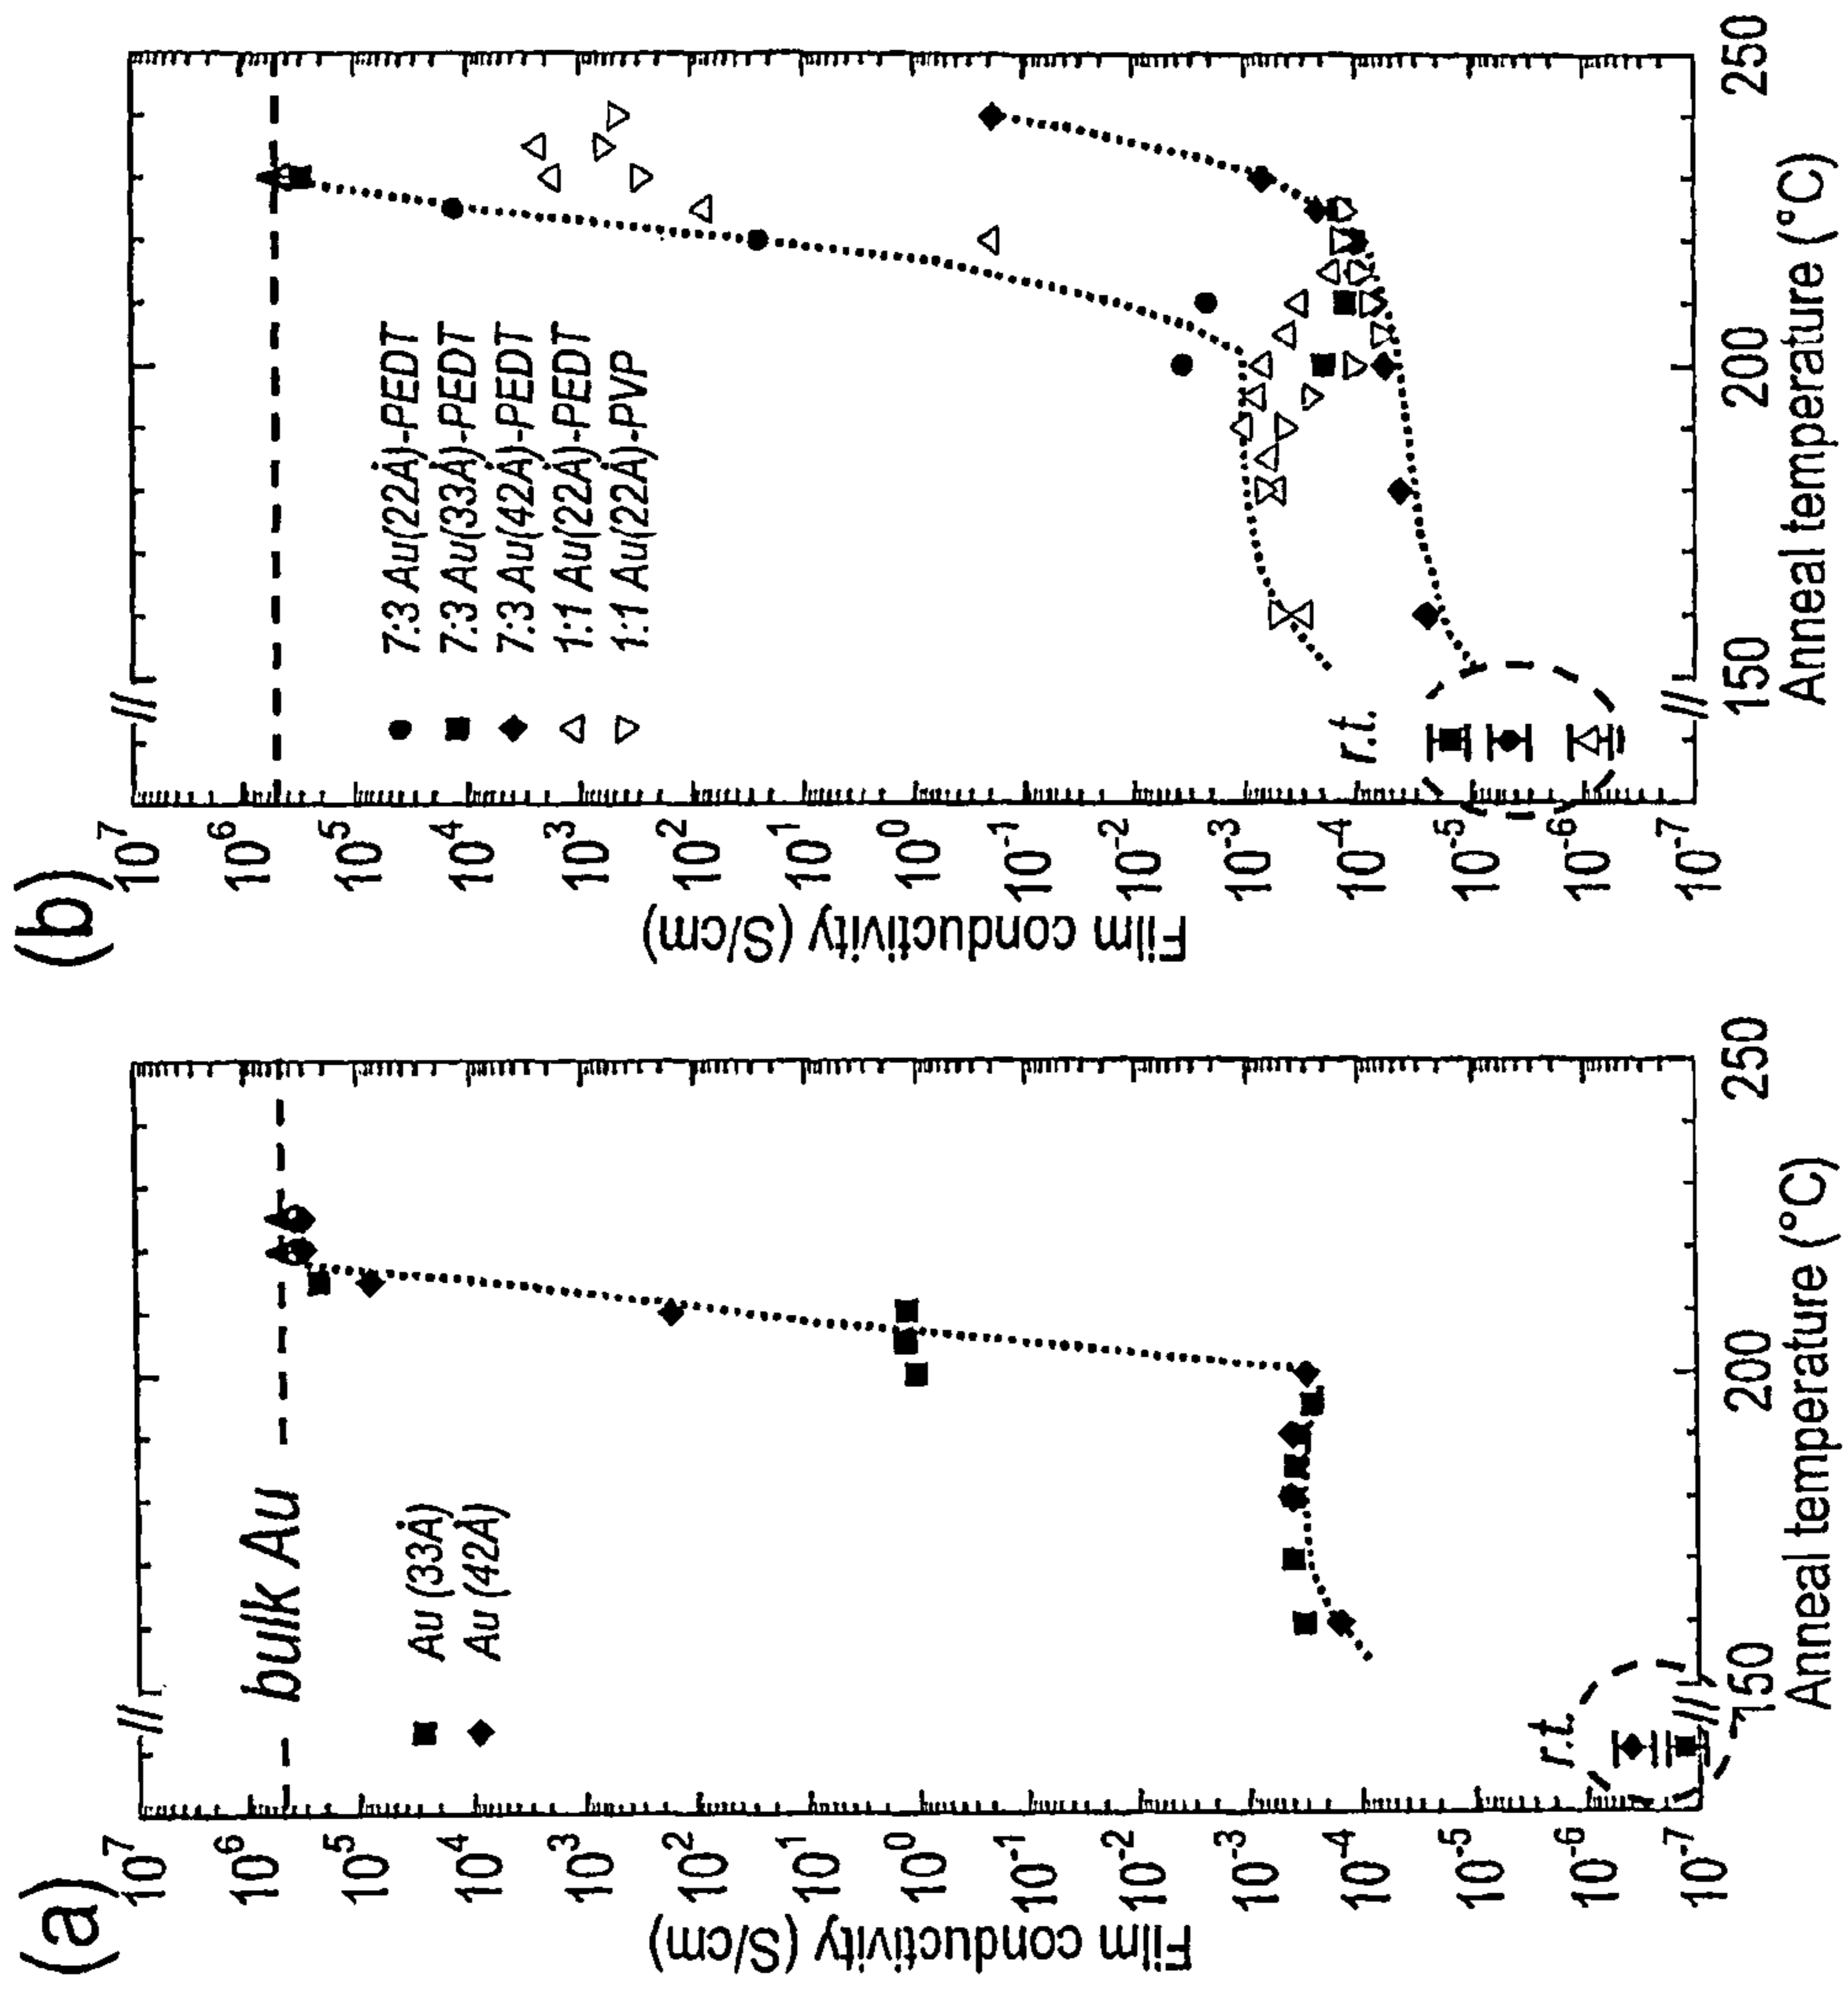 (a)
Film conductivity (S/cm)
10^7
10^6
10^5
10^4
10^3
10^2
10^1
10^0
10^-1
10^-2
10^-3
10^-4
10^-5
10^-6
10^-7
bulk Au
Au (33Å)
Au (42Å)
r.t.
150
200
250
Anneal temperature (°C)
(b)
Film conductivity (S/cm)
10^7
10^6
10^5
10^4
10^3
10^2
10^1
10^0
10^-1
10^-2
10^-3
10^-4
10^-5
10^-6
10^-7
7:3 Au(22Å)-PEDT
7:3 Au(33Å)-PEDT
7:3 Au(42Å)-PEDT
1:1 Au(22Å)-PEDT
1:1 Au(22Å)-PVP
r.t.
150
200
250
Anneal temperature (°C)